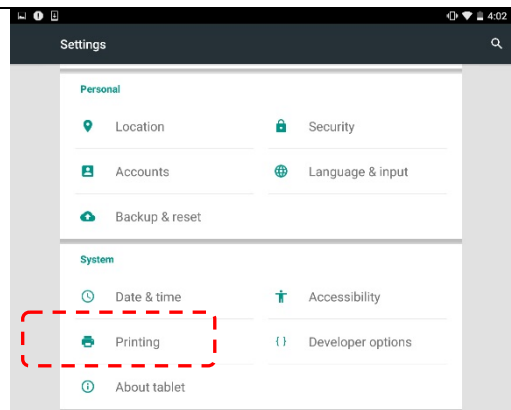 4:02
Settings
Personal
Location Security
Accounts Language & input
Backup & reset
System
Date & time Accessibility
Printing { } Developer options
About tablet